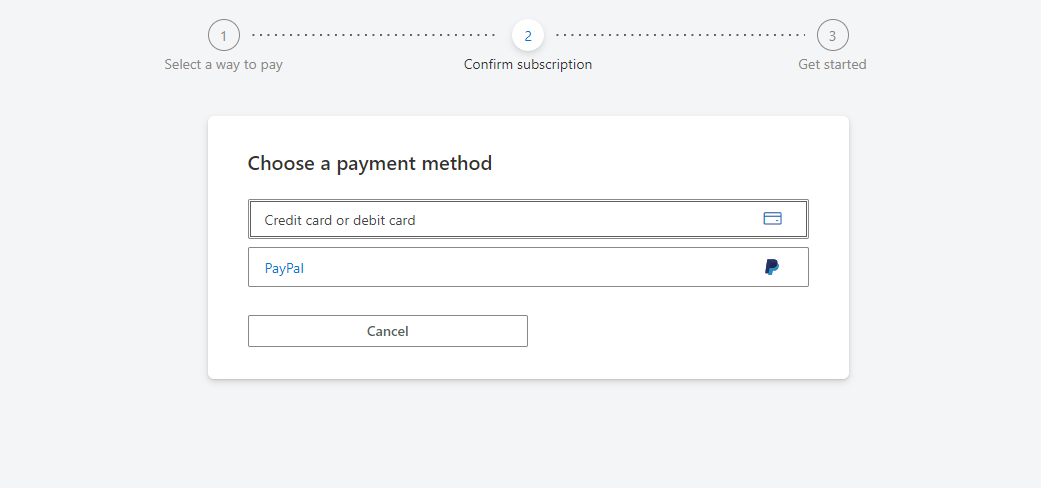 1
2
3
Select a way to pay
Confirm subscription
Get started
Choose a payment method
Credit card or debit card
PayPal
Cancel